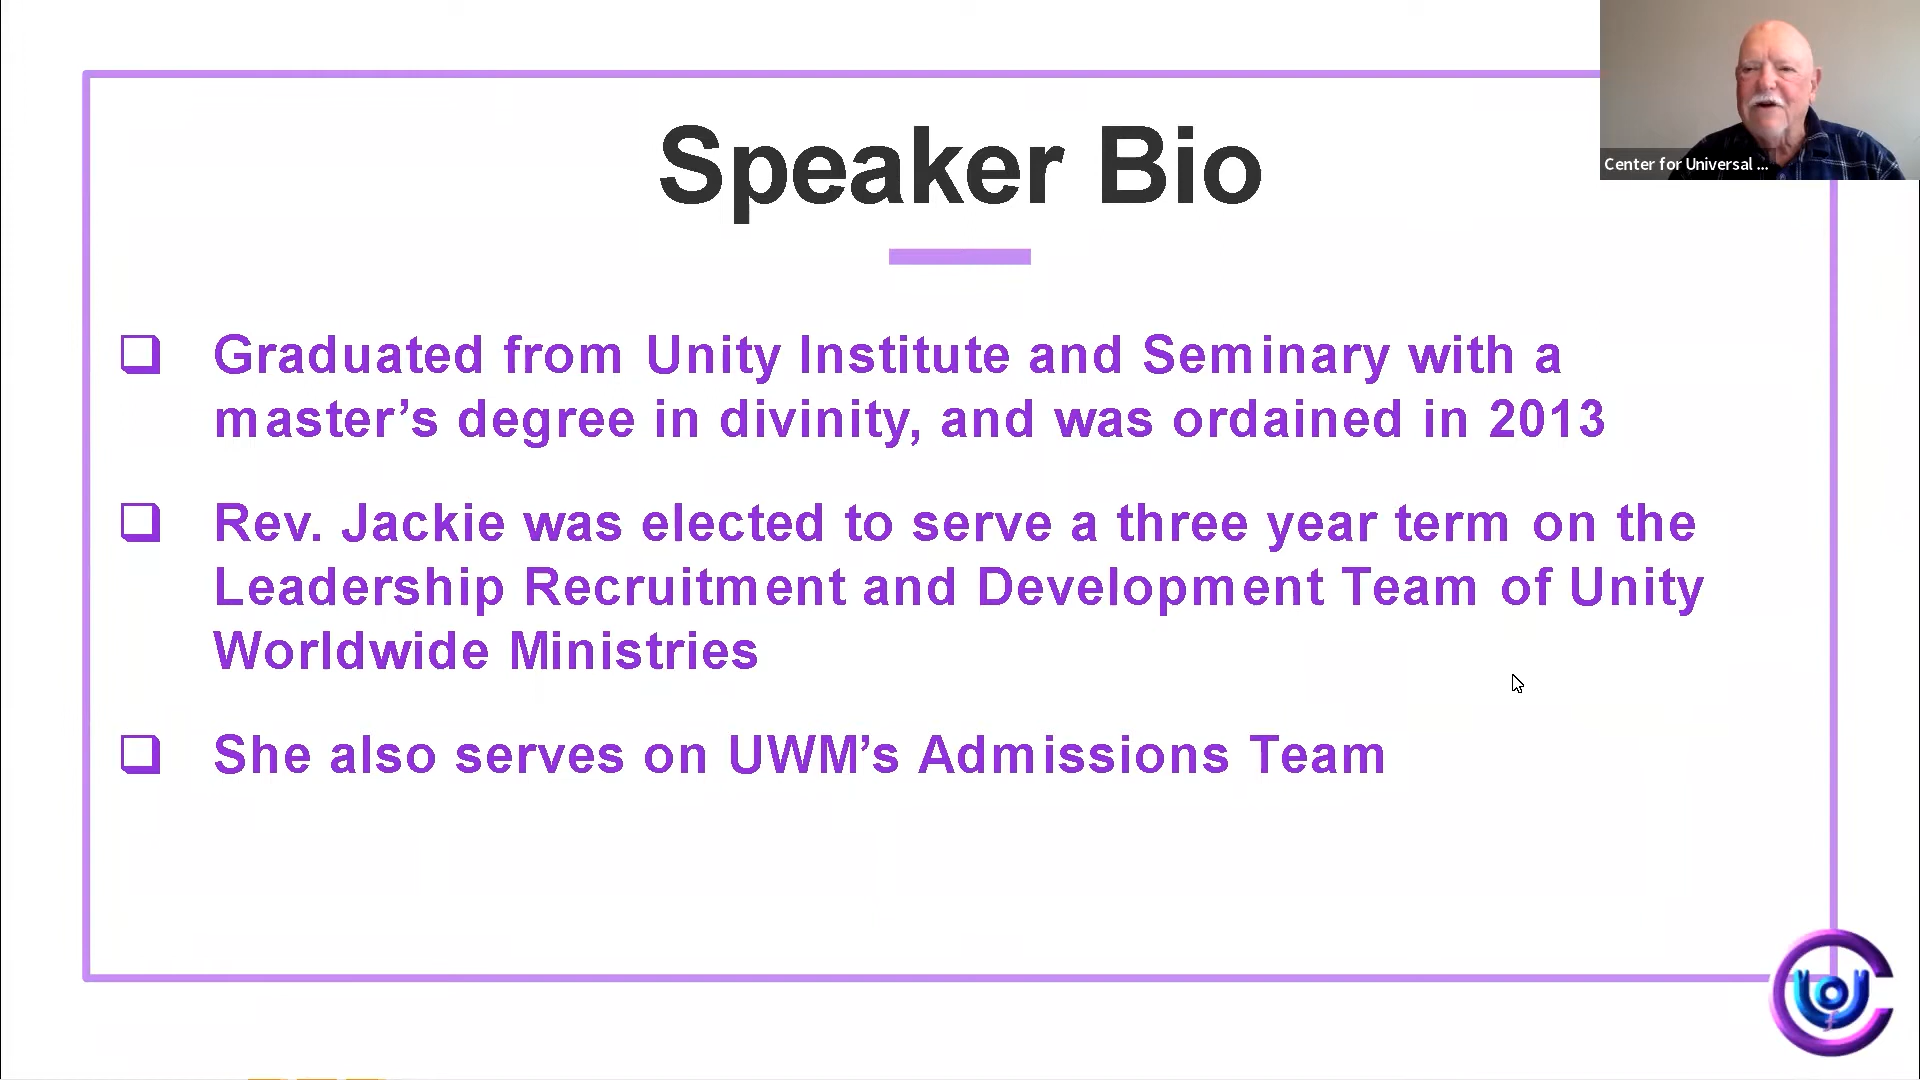 Speaker Bio
Center for Universal ...
❑ Graduated from Unity Institute and Seminary with a
master’s degree in divinity, and was ordained in 2013
❑ Rev. Jackie was elected to serve a three year term on the
Leadership Recruitment and Development Team of Unity
Worldwide Ministries
❑ She also serves on UWM’s Admissions Team